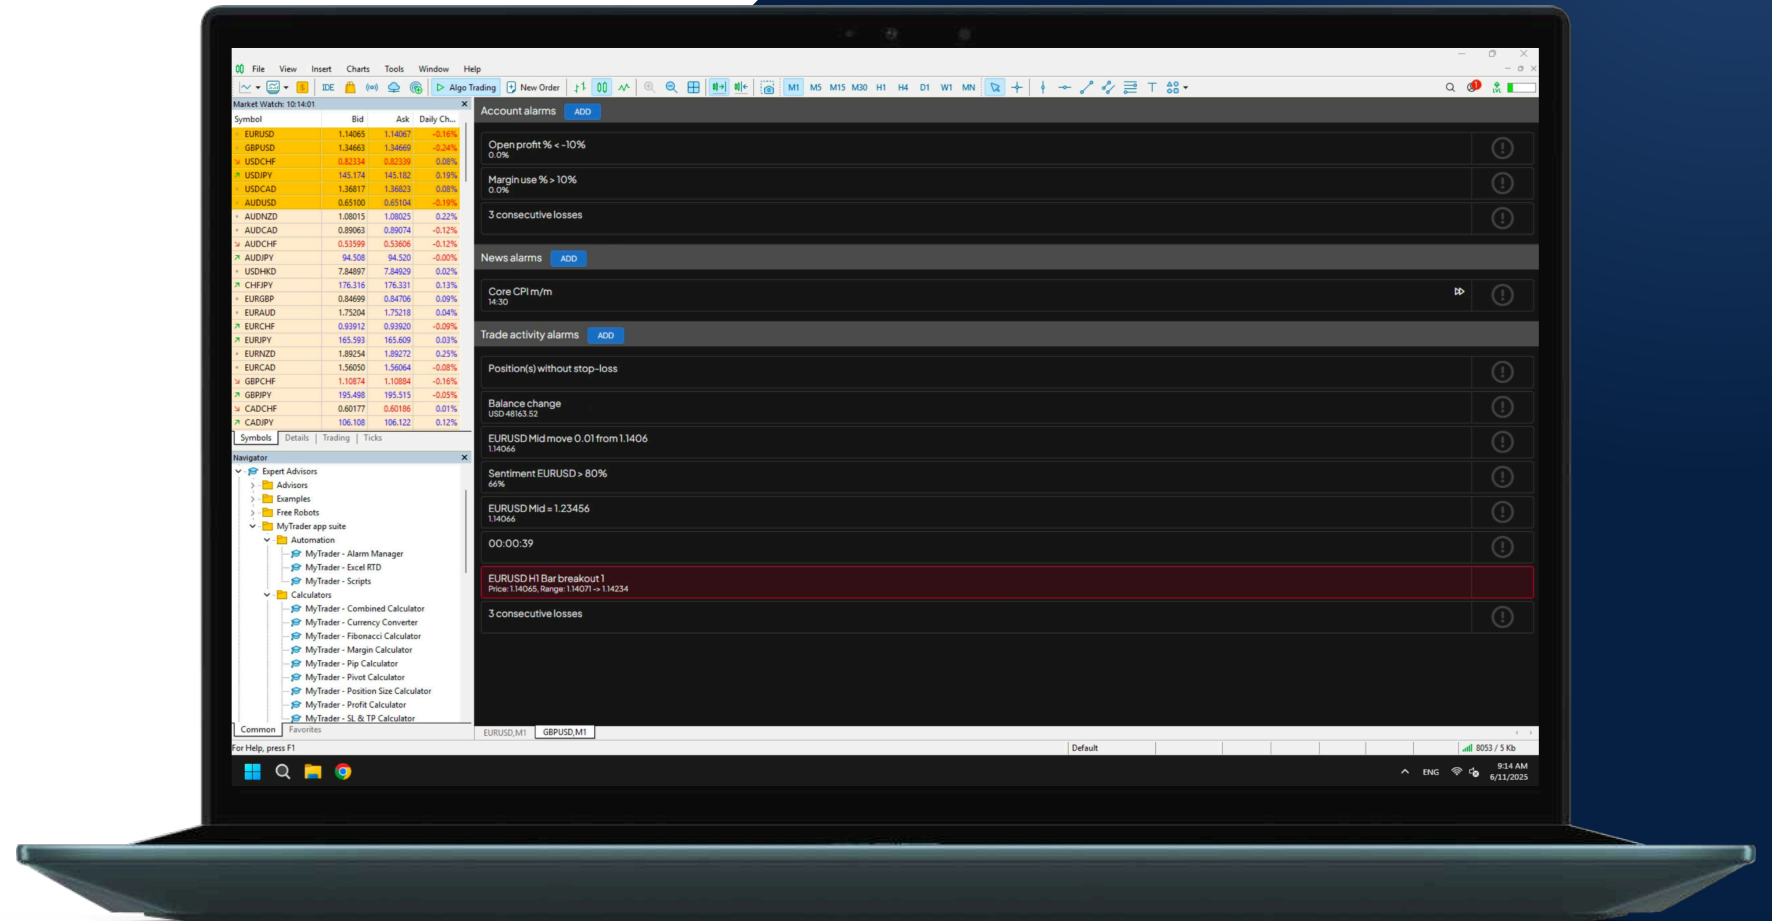 File View Insert Charts Tools Window Help
IDE Algo Trading New Order M1 M5 M15 M30 H1 H4 D1 W1 MN
Market Watch: 10:14:01
Symbol Bid Ask Daily Ch...
EURUSD 1.14065 1.14067 -0.16%
GBPUSD 1.34663 1.34669 -0.24%
USDCHF 0.82334 0.82339 0.08%
USDJPY 145.174 145.182 0.19%
USDCAD 1.36817 1.36823 0.08%
AUDUSD 0.65100 0.65104 -0.19%
AUDNZD 1.08015 1.08025 0.22%
AUDCAD 0.89063 0.89074 -0.12%
AUDCHF 0.53599 0.53606 -0.12%
AUDJPY 94.508 94.520 -0.00%
USDHKD 7.84897 7.84929 0.02%
CHFJPY 176.316 176.331 0.13%
EURGBP 0.84699 0.84706 0.09%
EURAUD 1.75204 1.75218 0.04%
EURCHF 0.93912 0.93920 -0.09%
EURJPY 165.593 165.609 0.03%
EURNZD 1.89254 1.89272 0.25%
EURCAD 1.56050 1.56064 -0.08%
GBPCHF 1.10874 1.10884 -0.16%
GBPJPY 195.498 195.515 -0.05%
CADCHF 0.60177 0.60186 0.01%
CADJPY 106.108 106.122 0.12%
Symbols Details Trading Ticks
Navigator
Expert Advisors
Advisors
Examples
Free Robots
MyTrader app suite
Automation
MyTrader - Alarm Manager
MyTrader - Excel RTD
MyTrader - Scripts
Calculators
MyTrader - Combined Calculator
MyTrader - Currency Converter
MyTrader - Fibonacci Calculator
MyTrader - Margin Calculator
MyTrader - Pip Calculator
MyTrader - Pivot Calculator
MyTrader - Position Size Calculator
MyTrader - Profit Calculator
MyTrader - SL & TP Calculator
Common Favorites
Account alarms ADD
Open profit % < -10%
0.0%
Margin use % > 10%
0.0%
3 consecutive losses
News alarms ADD
Core CPI m/m
14:30
Trade activity alarms ADD
Position(s) without stop-loss
Balance change
USD 48163.52
EURUSD Mid move 0.01 from 1.1406
1.14066
Sentiment EURUSD > 80%
66%
EURUSD Mid = 1.23456
1.14066
00:00:39
EURUSD H1 Bar breakout 1
Price: 1.14065, Range: 1.14071 -> 1.14234
3 consecutive losses
EURUSD,M1 GBPUSD,M1
For Help, press F1 Default 8053 / 5 Kb
ENG 9:14 AM
6/11/2025